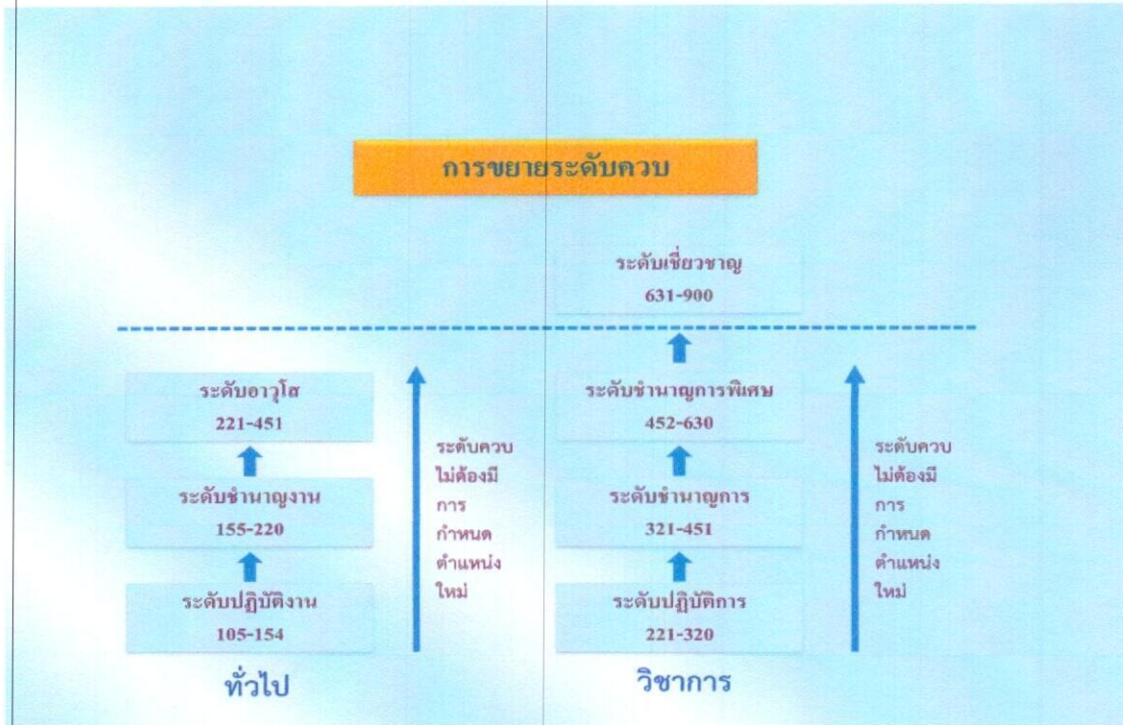 การขยายระดับควบ
ระดับเชี่ยวชาญ
631-900
ระดับอาวุโส
221-451
ระดับชำนาญงาน
155-220
ระดับปฏิบัติงาน
105-154
ทั่วไป
ระดับควบ
ไม่ต้องมี
การ
กำหนด
ตำแหน่ง
ใหม่
ระดับชำนาญการพิเศษ
452-630
ระดับชำนาญการ
321-451
ระดับปฏิบัติการ
221-320
วิชาการ
ระดับควบ
ไม่ต้องมี
การ
กำหนด
ตำแหน่ง
ใหม่